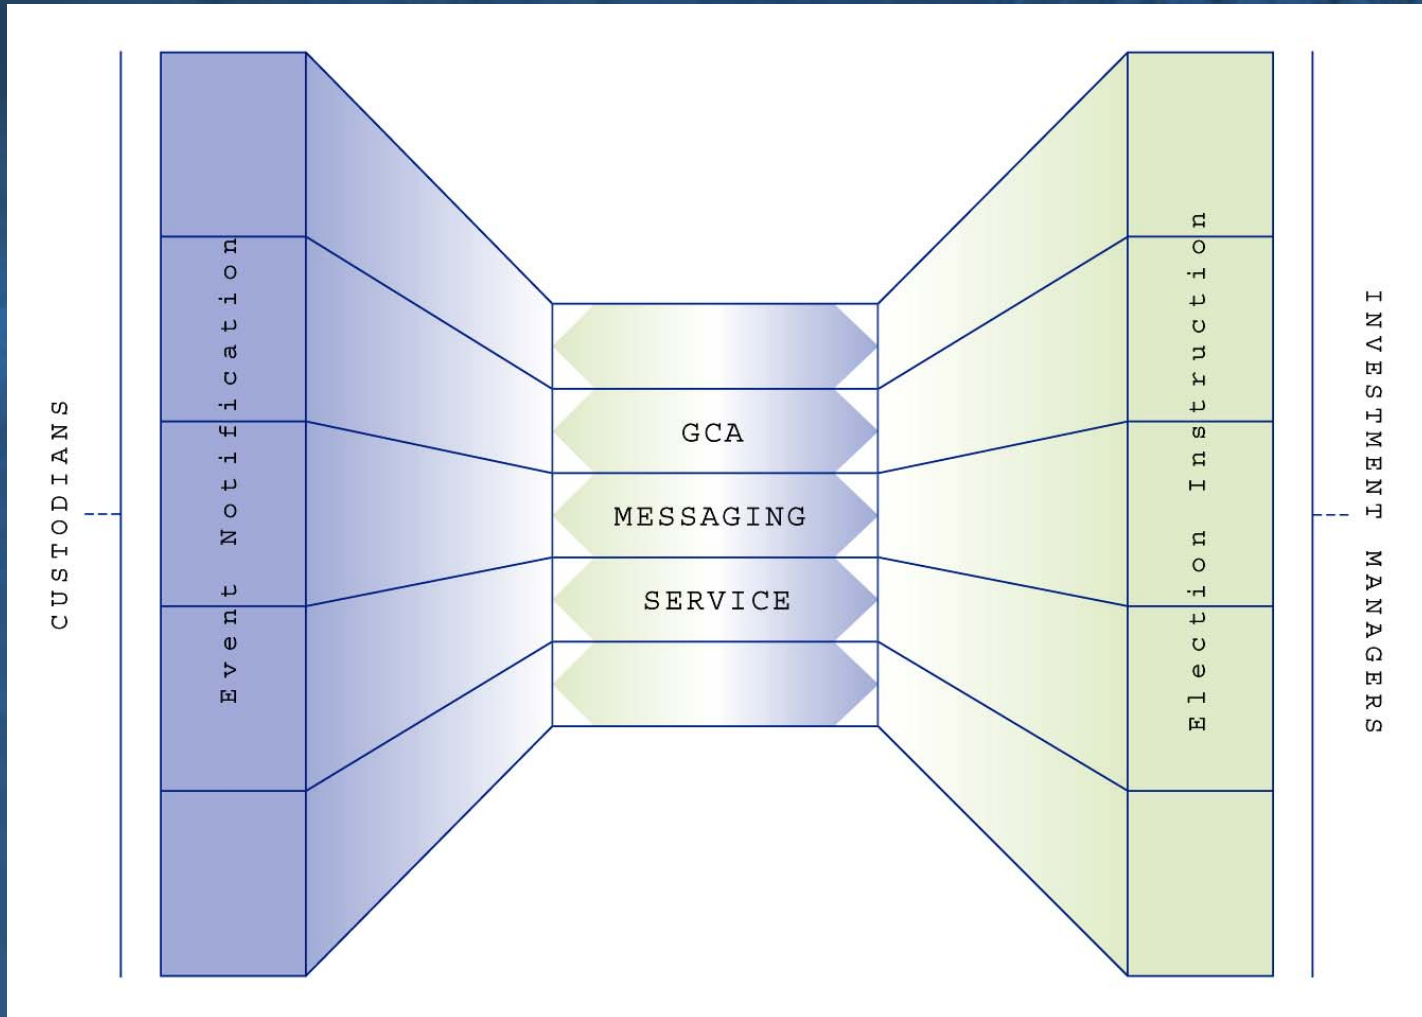 CUSTODIANS
Event Notification
GCA
MESSAGING
SERVICE
Election Instruction
INVESTMENT MANAGERS